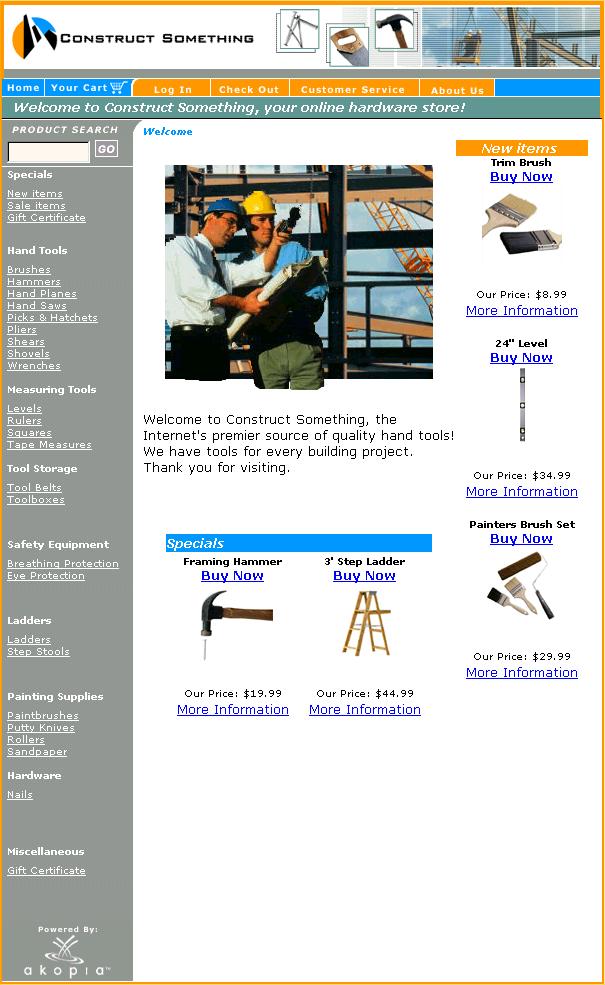 Construct Something
Home Your Cart Log In Check Out Customer Service About Us
Welcome to Construct Something, your online hardware store!
PRODUCT SEARCH
GO
Specials
New items
Sale items
Gift Certificate
Hand Tools
Brushes
Hammers
Hand Planes
Hand Saws
Picks & Hatchets
Pliers
Shears
Shovels
Wrenches
Measuring Tools
Levels
Rulers
Squares
Tape Measures
Tool Storage
Tool Belts
Toolboxes
Safety Equipment
Breathing Protection
Eye Protection
Ladders
Ladders
Step Stools
Painting Supplies
Paintbrushes
Putty Knives
Rollers
Sandpaper
Hardware
Nails
Miscellaneous
Gift Certificate
Powered By:
akopia™
Welcome
Welcome to Construct Something, the
Internet's premier source of quality hand tools!
We have tools for every building project.
Thank you for visiting.
Specials
Framing Hammer
Buy Now
Our Price: $19.99
More Information
3' Step Ladder
Buy Now
Our Price: $44.99
More Information
New items
Trim Brush
Buy Now
Our Price: $8.99
More Information
24" Level
Buy Now
Our Price: $34.99
More Information
Painters Brush Set
Buy Now
Our Price: $29.99
More Information